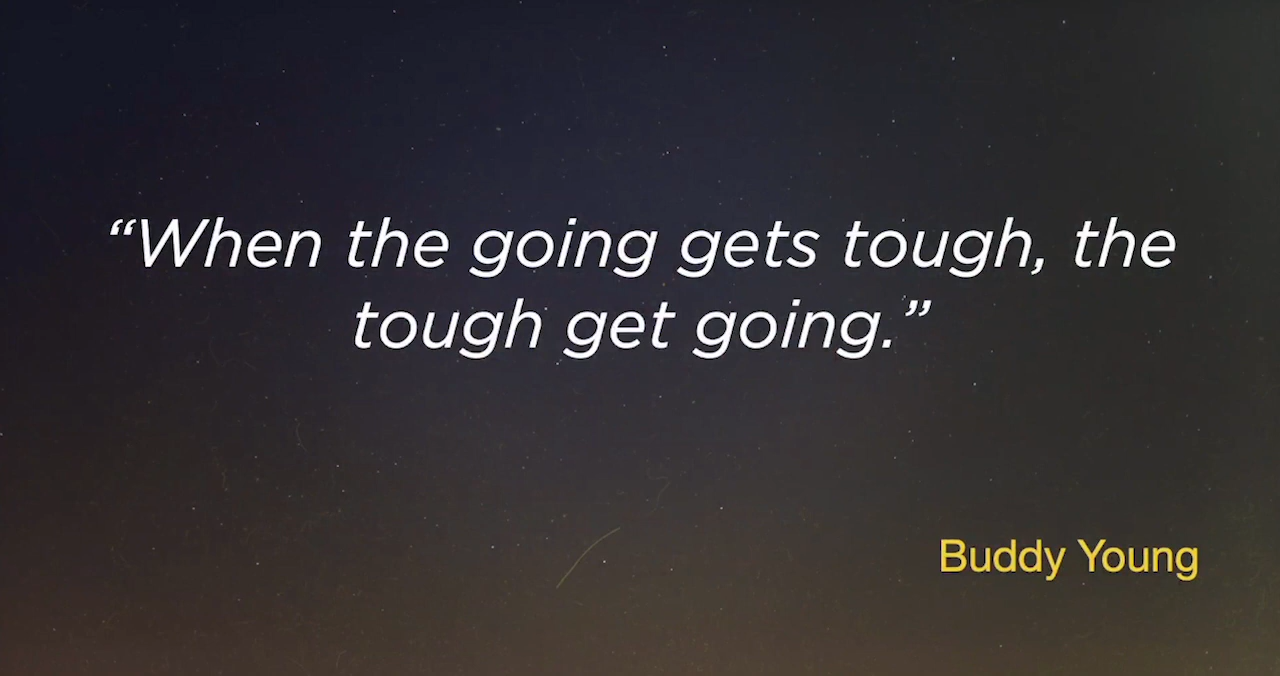 “When the going gets tough, the
tough get going.”
Buddy Young